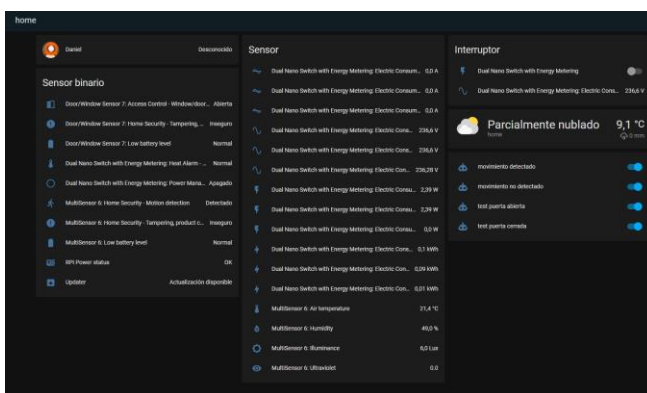 home
Daniel Desconocido
Sensor binario
Door/Window Sensor 7: Access Control - Window/door... Abierta
Door/Window Sensor 7: Home Security - Tampering, ... Inseguro
Door/Window Sensor 7: Low battery level Normal
Dual Nano Switch with Energy Metering: Heat Alarm - ... Normal
Dual Nano Switch with Energy Metering: Power Mana... Apagado
MultiSensor 6: Home Security - Motion detection Detectado
MultiSensor 6: Home Security - Tampering, product c... Inseguro
MultiSensor 6: Low battery level Normal
RPI Power status OK
Updater Actualización disponible
Sensor
Dual Nano Switch with Energy Metering: Electric Consum... 0,0 A
Dual Nano Switch with Energy Metering: Electric Consum... 0,0 A
Dual Nano Switch with Energy Metering: Electric Consum... 0,0 A
Dual Nano Switch with Energy Metering: Electric Cons... 236,6 V
Dual Nano Switch with Energy Metering: Electric Cons... 236,6 V
Dual Nano Switch with Energy Metering: Electric Con... 236,28 V
Dual Nano Switch with Energy Metering: Electric Consu... 2,39 W
Dual Nano Switch with Energy Metering: Electric Consu... 2,39 W
Dual Nano Switch with Energy Metering: Electric Consu... 0,0 W
Dual Nano Switch with Energy Metering: Electric Cons... 0,1 kWh
Dual Nano Switch with Energy Metering: Electric Con... 0,09 kWh
Dual Nano Switch with Energy Metering: Electric Con... 0,01 kWh
MultiSensor 6: Air temperature 21,4 °C
MultiSensor 6: Humidity 49,0 %
MultiSensor 6: Illuminance 6,0 Lux
MultiSensor 6: Ultraviolet 0.0
Interruptor
Dual Nano Switch with Energy Metering
Dual Nano Switch with Energy Metering: Electric Cons... 236,6 V
Parcialmente nublado 9,1 °C
home 0 mm
movimiento detectado
movimiento no detectado
test puerta abierta
test puerta cerrada